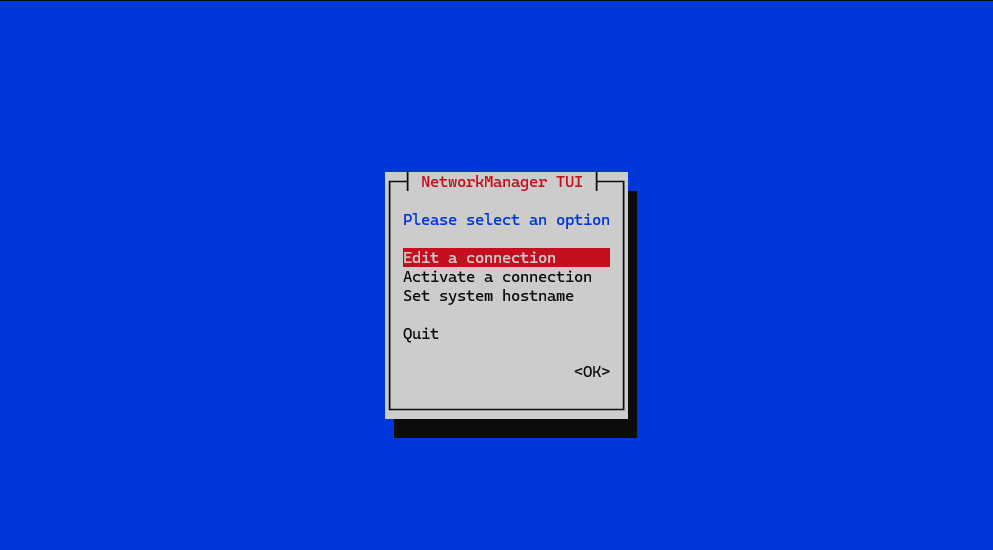 NetworkManager TUI
Please select an option
Edit a connection
Activate a connection
Set system hostname
Quit
<OK>